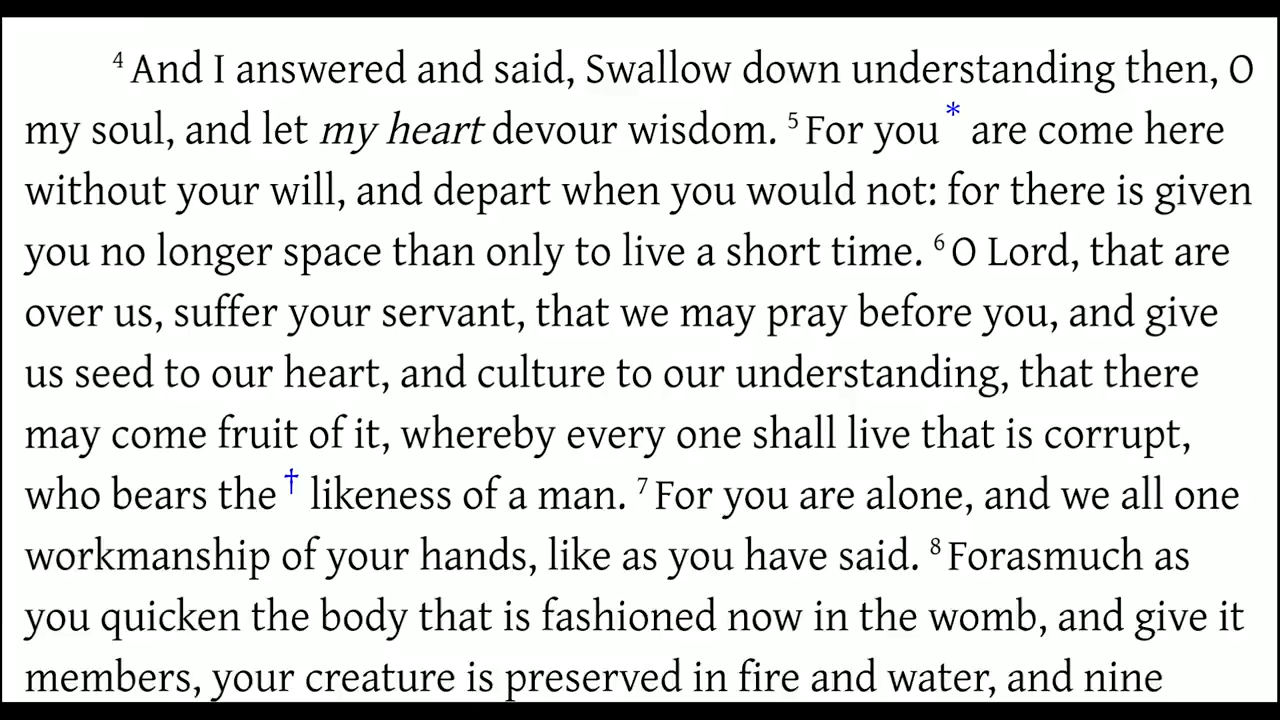 4 And I answered and said, Swallow down understanding then, O
my soul, and let my heart devour wisdom. 5 For you * are come here
without your will, and depart when you would not: for there is given
you no longer space than only to live a short time. 6 O Lord, that are
over us, suffer your servant, that we may pray before you, and give
us seed to our heart, and culture to our understanding, that there
may come fruit of it, whereby every one shall live that is corrupt,
who bears the † likeness of a man. 7 For you are alone, and we all one
workmanship of your hands, like as you have said. 8 Forasmuch as
you quicken the body that is fashioned now in the womb, and give it
members, your creature is preserved in fire and water, and nine